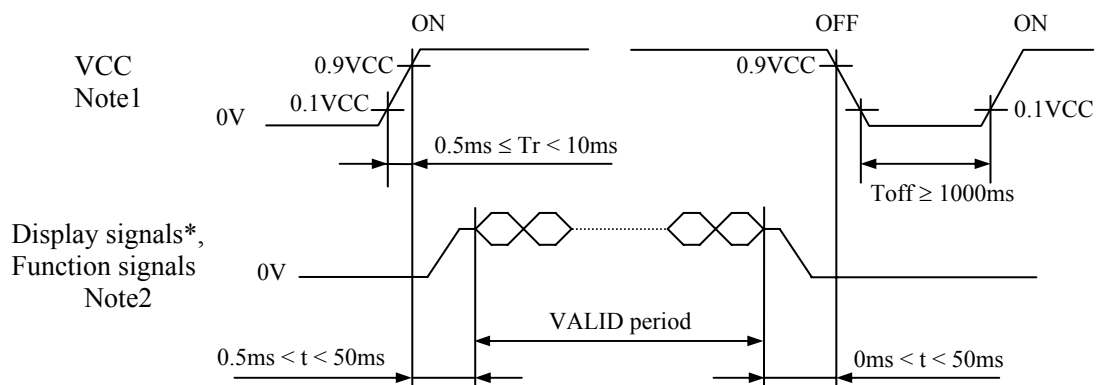 ON
OFF
ON
VCC
Note1
0.9VCC
0.9VCC
0.1VCC
0.1VCC
0V
0.5ms ≤ Tr < 10ms
Toff ≥ 1000ms
Display signals*,
Function signals
Note2
0V
VALID period
0.5ms < t < 50ms
0ms < t < 50ms